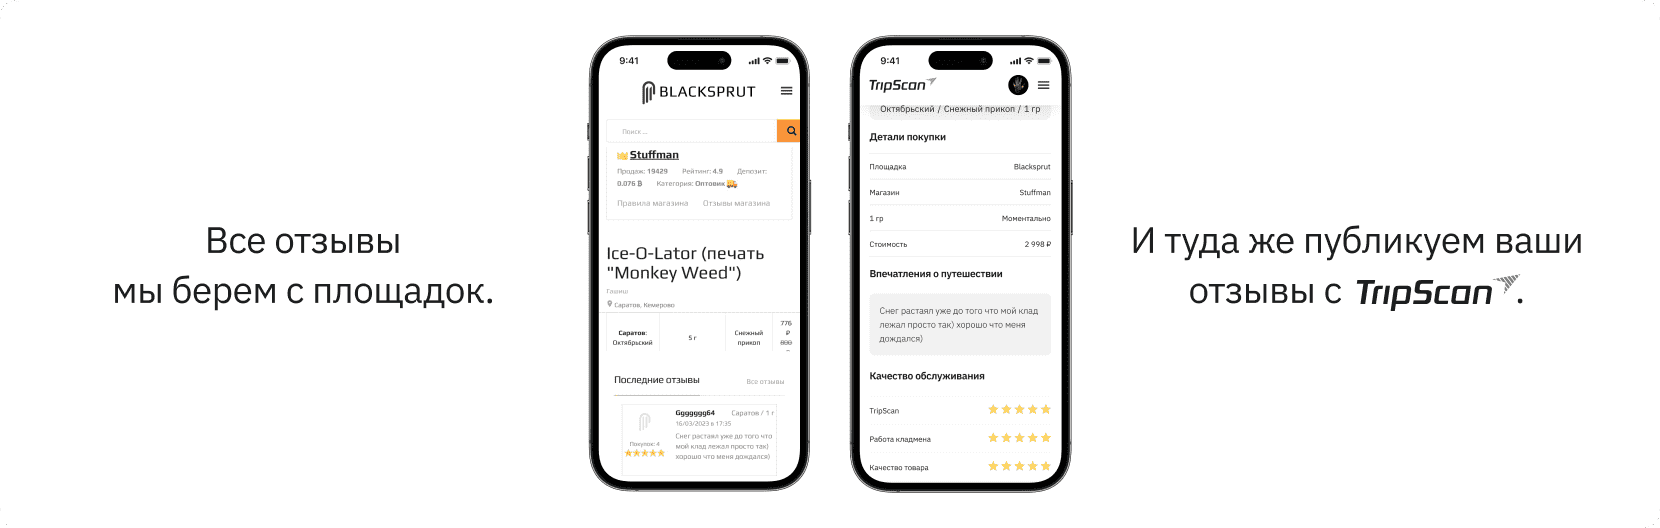 Все отзывы
мы берем с площадок.
9:41
BLACKSPRUT
Поиск...
Stuffman
Продаж: 19429 Рейтинг: 4.9 Депозит:
0.076 ₿ Категория: Оптовик
Правила магазина Отзывы магазина
Ice-O-Lator (печать
"Monkey Weed")
Гашиш
Саратов, Кемерово
Саратов:
Октябрьский
5 г
Снежный
прикоп
776
₽
800
Последние отзывы Все отзывы
Ggggggg64 Саратов / 1 г
16/03/2023 в 17:35
Снег растаял уже до того что
мой клад лежал просто так)
хорошо что меня дождался)
Покупок: 4
9:41
TripScan
Октябрьский / Снежный прикоп / 1 гр
Детали покупки
Площадка Blacksprut
Магазин Stuffman
1 гр Моментально
Стоимость 2 998 ₽
Впечатления о путешествии
Снег растаял уже до того что мой клад
лежал просто так) хорошо что меня
дождался)
Качество обслуживания
TripScan
Работа кладмена
Качество товара
И туда же публикуем ваши
отзывы с TripScan.